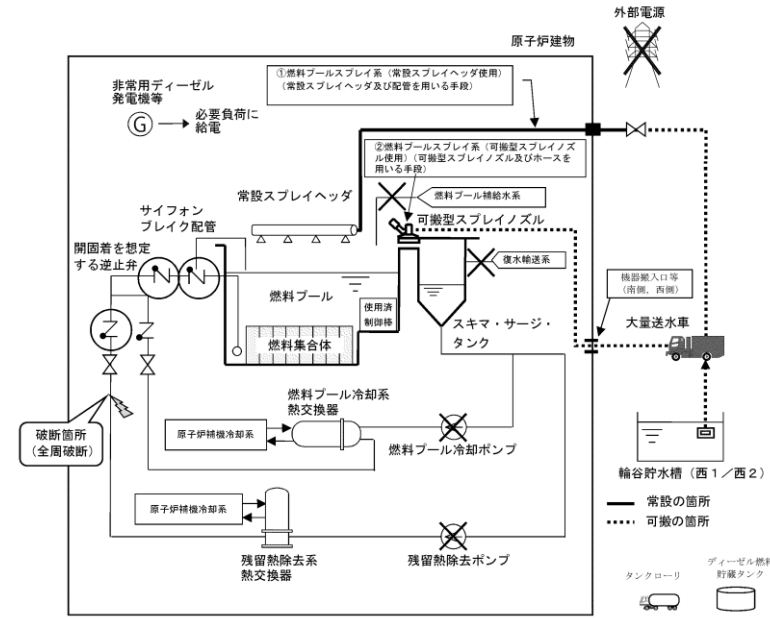 外部電源
原子炉建物
①燃料プールスプレイ系（常設スプレイヘッダ使用）
（常設スプレイヘッダ及び配管を用いる手段）
非常用ディーゼル
発電機等
G
必要負荷に
給電
②燃料プールスプレイ系（可搬型スプレイノズ
ル使用）（可搬型スプレイノズル及びホースを
用いる手段）
常設スプレイヘッダ
燃料プール補給水系
サイフォン
ブレイク配管
可搬型スプレイノズル
開固着を想定
する逆止弁
復水輸送系
機器搬入口等
（南側，西側）
燃料プール
使用済
制御棒
スキマ・サージ・
タンク
大量送水車
燃料集合体
燃料プール冷却系
熱交換器
破断箇所
（全周破断）
原子炉補機冷却系
燃料プール冷却ポンプ
輪谷貯水槽（西１／西２）
常設の箇所
可搬の箇所
原子炉補機冷却系
残留熱除去系
熱交換器
残留熱除去ポンプ
タンクローリ
ディーゼル燃料
貯蔵タンク